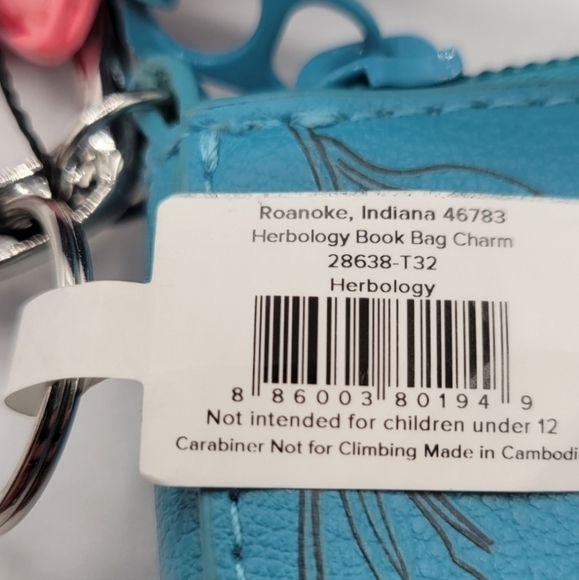 Roanoke, Indiana 46783
Herbology Book Bag Charm
28638-T32
Herbology
8 86003 80194 9
Not intended for children under 12
Carabiner Not for Climbing Made in Cambodi